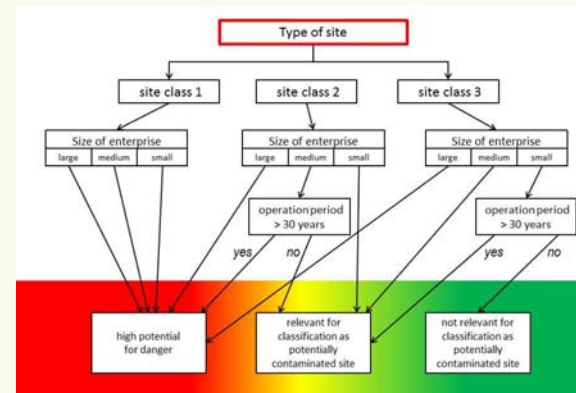 Type of site
site class 1
site class 2
site class 3
Size of enterprise
large medium small
Size of enterprise
large medium small
Size of enterprise
large medium small
operation period
> 30 years
operation period
> 30 years
yes
no
yes
no
high potential
for danger
relevant for
classification as
potentially
contaminated site
not relevant for
classification as
potentially
contaminated site